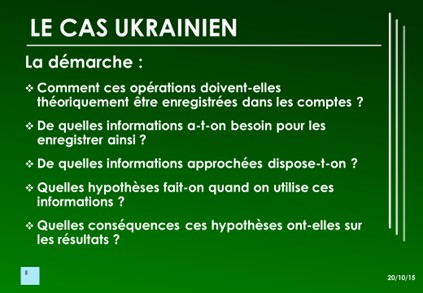 LE CAS UKRAINIEN
La démarche :
❖ Comment ces opérations doivent-elles
théoriquement être enregistrées dans les comptes ?
❖ De quelles informations a-t-on besoin pour les
enregistrer ainsi ?
❖ De quelles informations approchées dispose-t-on ?
❖ Quelles hypothèses fait-on quand on utilise ces
informations ?
❖ Quelles conséquences ces hypothèses ont-elles sur
les résultats ?
20/10/15